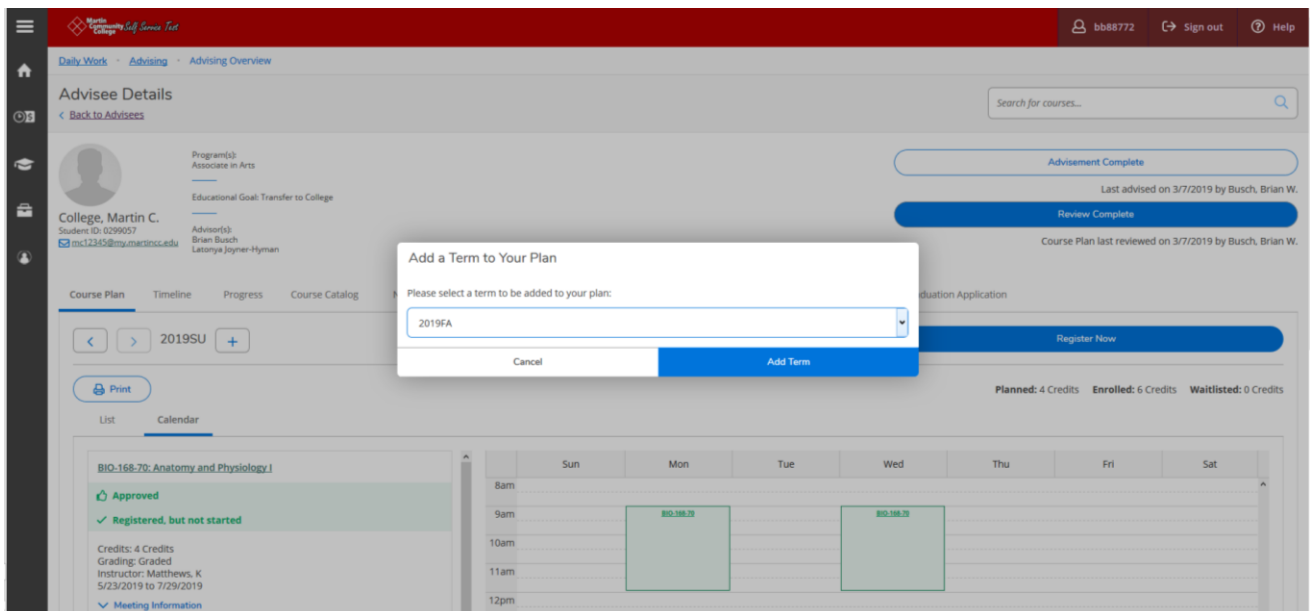 Martin
Community
College
Self Service Test
bb88772
Sign out
Help
Daily Work · Advising · Advising Overview
Advisee Details
< Back to Advisees
Search for courses...
Program(s):
Associate in Arts
Educational Goal: Transfer to College
Advisor(s):
Brian Busch
Latonya Joyner-Hyman
College, Martin C.
Student ID: 0299057
mc12345@my.martincc.edu
Advisement Complete
Last advised on 3/7/2019 by Busch, Brian W.
Review Complete
Course Plan last reviewed on 3/7/2019 by Busch, Brian W.
Add a Term to Your Plan
Please select a term to be added to your plan:
2019FA
Cancel
Add Term
Course Plan
Timeline
Progress
Course Catalog
Application
< > 2019SU +
Register Now
Print
Planned: 4 Credits Enrolled: 6 Credits Waitlisted: 0 Credits
List
Calendar
BIO-168-70: Anatomy and Physiology I
Approved
Registered, but not started
Credits: 4 Credits
Grading: Graded
Instructor: Matthews, K
5/23/2019 to 7/29/2019
Meeting Information
Sun Mon Tue Wed Thu Fri Sat
8am
9am
BIO-168-70
BIO-168-70
10am
11am
12pm